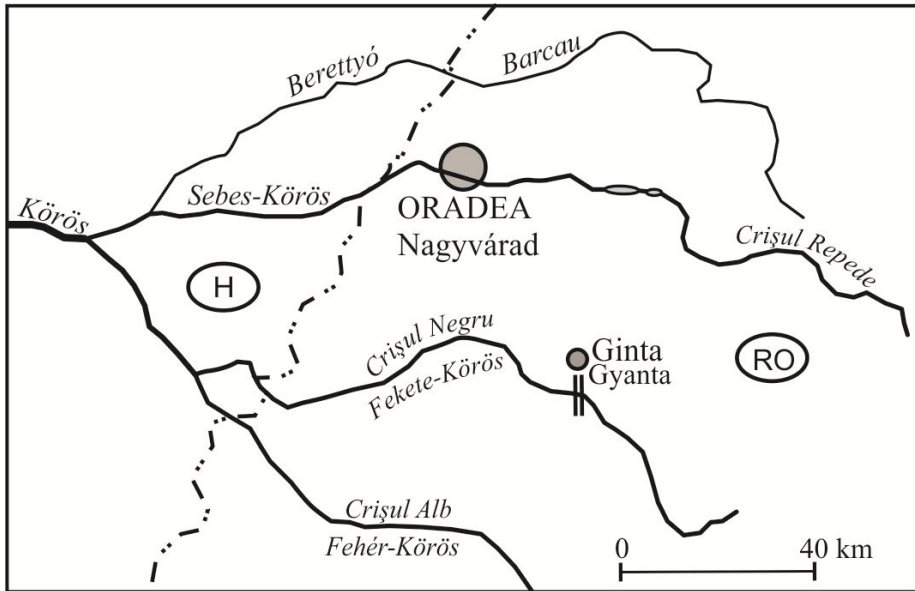 Berettyó
Barcau
Sebes-Körös
ORADEA
Nagyvárad
Körös
Crişul Repede
H
Crişul Negru
Fekete-Körös
Ginta
Gyanta
RO
Crişul Alb
Fehér-Körös
0 40 km